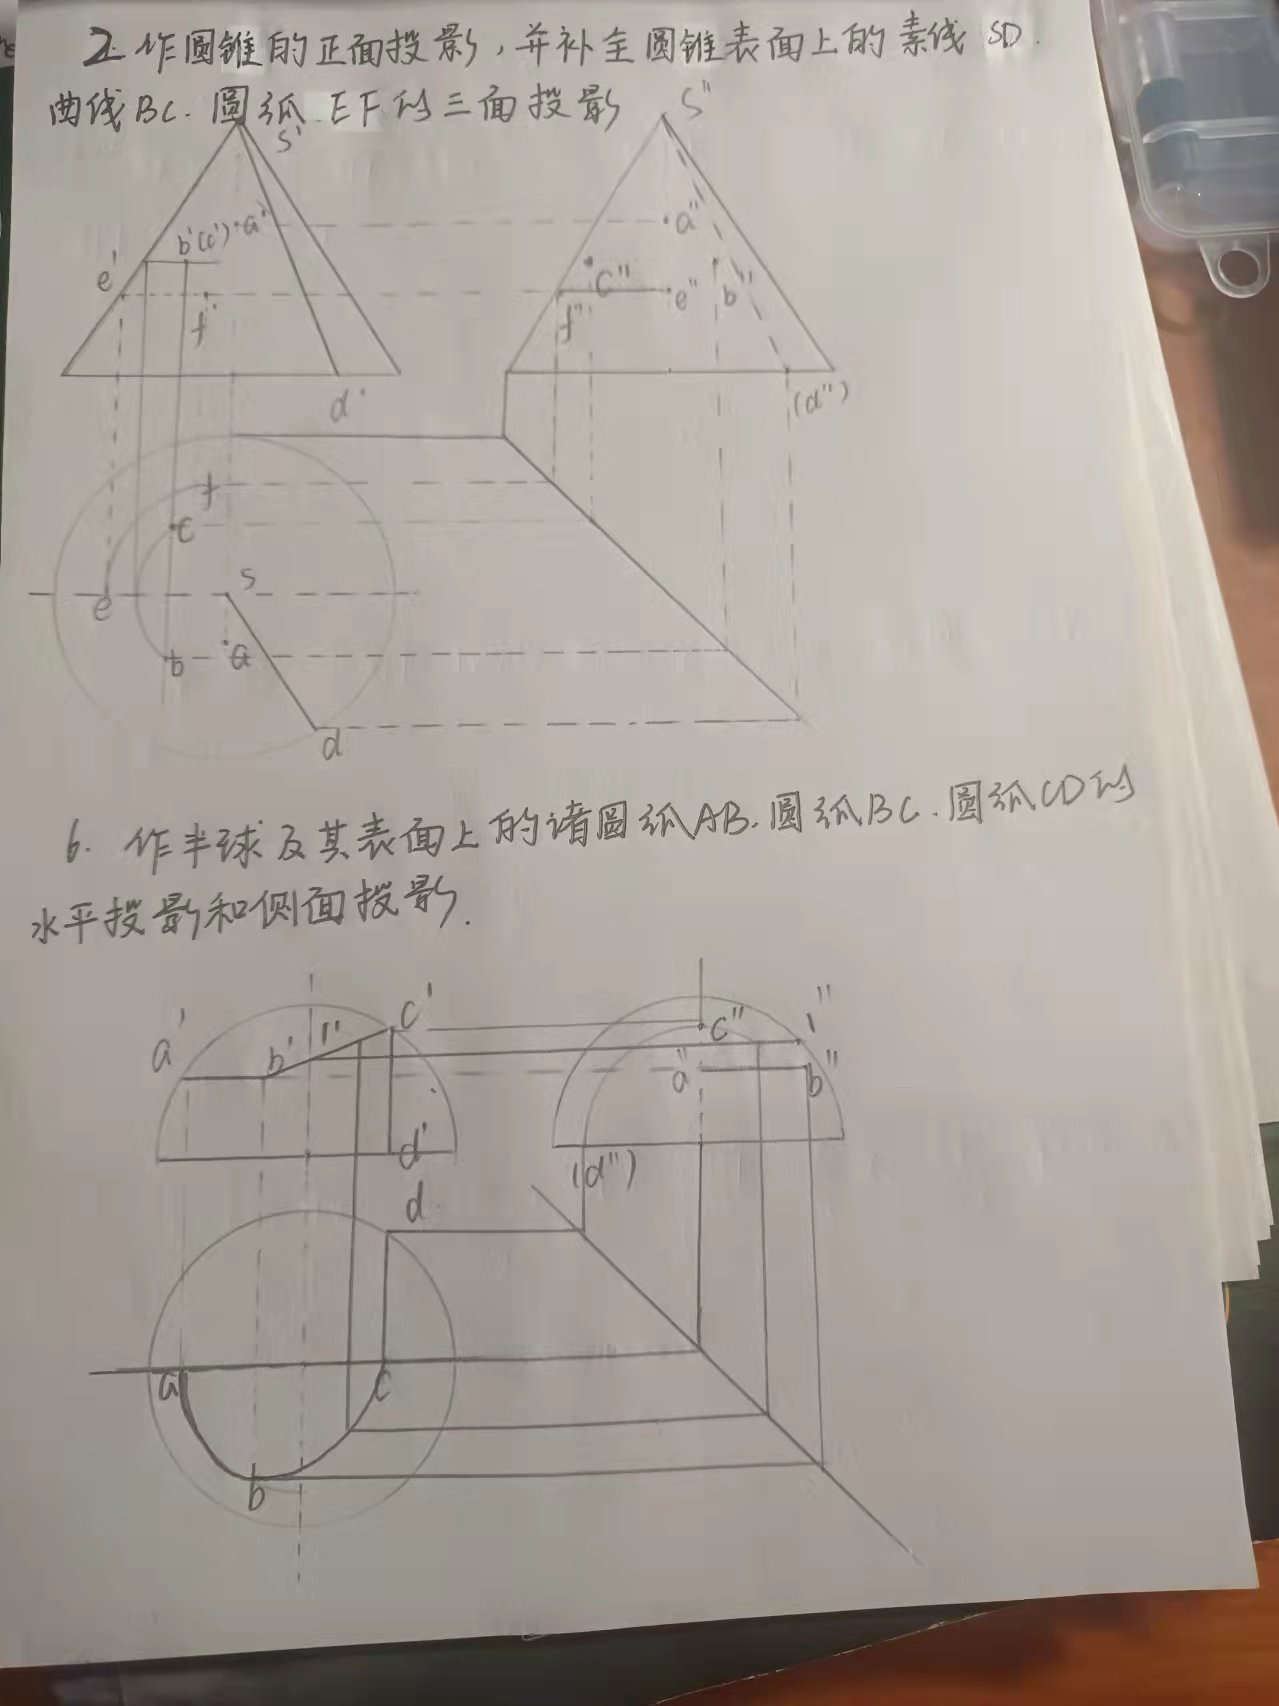 2. 作圆锥的正面投影，并补全圆锥表面上的素线 SD.
曲线BC. 圆弧.EF的三面投影
s' s"
b'(c') a' a"
e' c" e" b"
f' f"
d' (d")
f
c
s
e
b a
d
6. 作半球及其表面上的诸圆弧AB.圆弧BC.圆弧CD的
水平投影和侧面投影.
c' c" 1"
a' b' 1' a" b"
d' (d")
d
a c
b